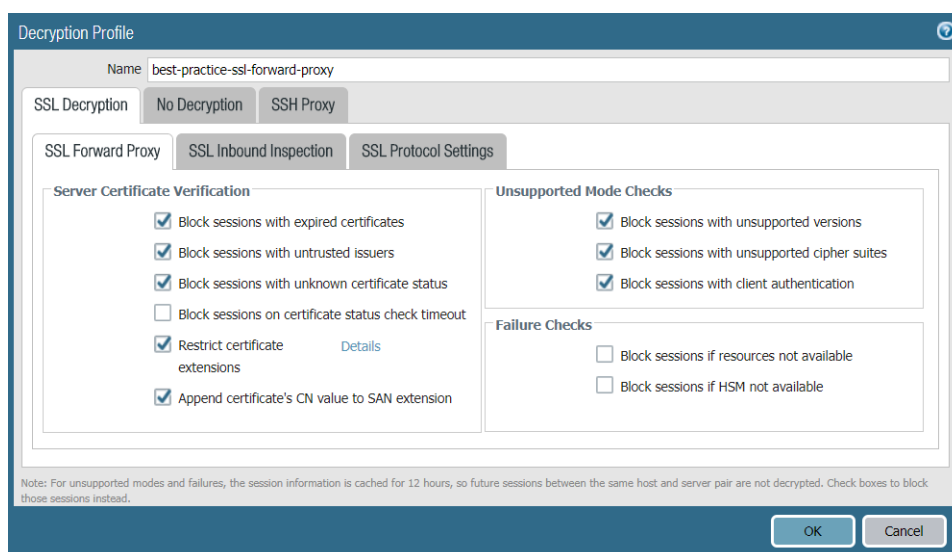 Decryption Profile
Name best-practice-ssl-forward-proxy
SSL Decryption No Decryption SSH Proxy
SSL Forward Proxy SSL Inbound Inspection SSL Protocol Settings
Server Certificate Verification
Block sessions with expired certificates
Block sessions with untrusted issuers
Block sessions with unknown certificate status
Block sessions on certificate status check timeout
Restrict certificate Details
extensions
Append certificate's CN value to SAN extension
Unsupported Mode Checks
Block sessions with unsupported versions
Block sessions with unsupported cipher suites
Block sessions with client authentication
Failure Checks
Block sessions if resources not available
Block sessions if HSM not available
Note: For unsupported modes and failures, the session information is cached for 12 hours, so future sessions between the same host and server pair are not decrypted. Check boxes to block
those sessions instead.
OK Cancel